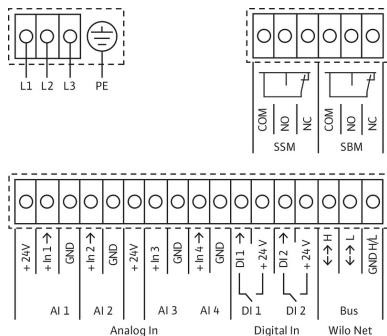 L1 L2 L3 PE
COM NO NC COM NO NC
SSM SBM
+ 24V + In 1 → GND + In 2 → GND + 24V + In 3 GND + In 4 → GND DI 1 → + 24 V DI 2 → + 24 V ↔ H ↔ L GND H/L
AI 1 AI 2 AI 3 AI 4 DI 1 DI 2 Bus
Analog In Digital In Wilo Net